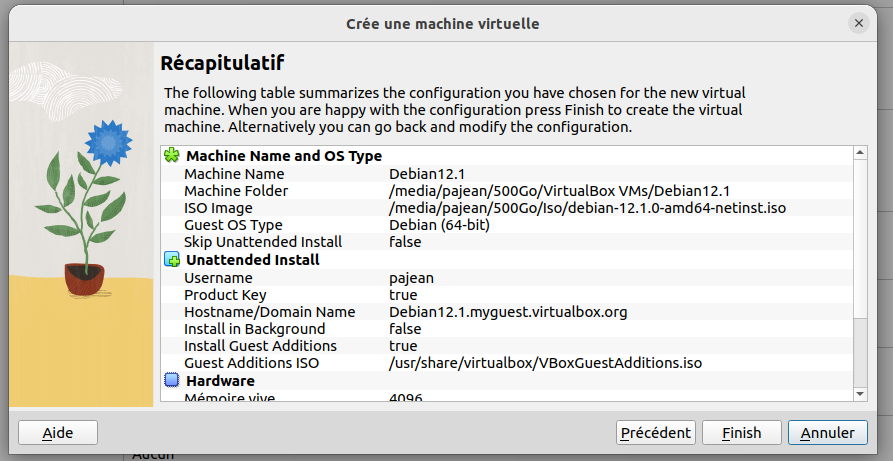 Crée une machine virtuelle
Récapitulatif
The following table summarizes the configuration you have chosen for the new virtual
machine. When you are happy with the configuration press Finish to create the virtual
machine. Alternatively you can go back and modify the configuration.
Machine Name and OS Type
Machine Name Debian12.1
Machine Folder /media/pajean/500Go/VirtualBox VMs/Debian12.1
ISO Image /media/pajean/500Go/Iso/debian-12.1.0-amd64-netinst.iso
Guest OS Type Debian (64-bit)
Skip Unattended Install false
Unattended Install
Username pajean
Product Key true
Hostname/Domain Name Debian12.1.myguest.virtualbox.org
Install in Background false
Install Guest Additions true
Guest Additions ISO /usr/share/virtualbox/VBoxGuestAdditions.iso
Hardware
Mémoire vive 4096
Aide Précédent Finish Annuler
Aucun